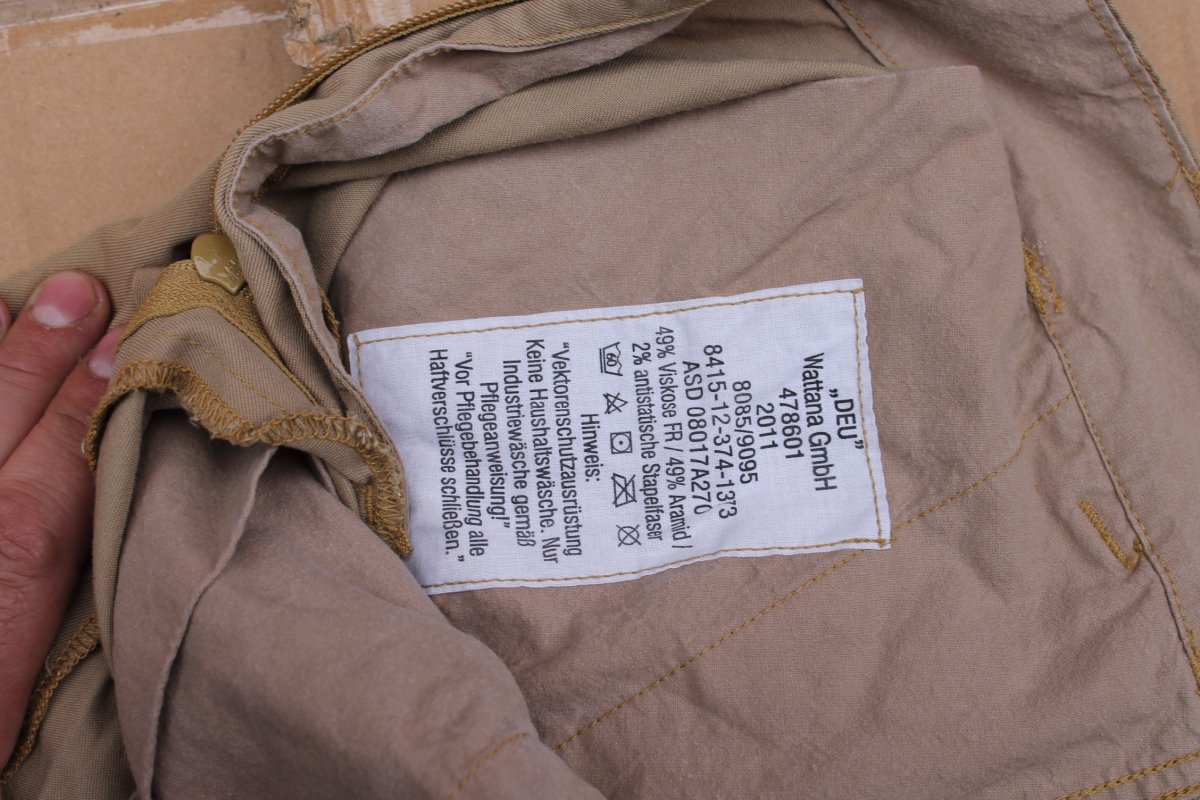 „DEU”
Wattana GmbH
478601
2011
8085/9095
8415-12-374-1373
ASD 08017A270
49% Viskose FR / 49% Aramid /
2% antistatische Stapelfaser
Hinweis:
“Vektorenschutzausrüstung
Keine Haushaltswäsche. Nur
Industriewäsche gemäß
Pflegeanweisung!”
“Vor Pflegebehandlung alle
Haftverschlüsse schließen.”